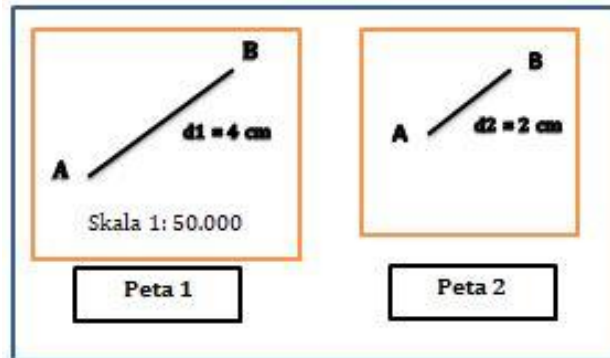 B
d1 = 4 cm
A
Skala 1: 50.000
Peta 1
B
d2 = 2 cm
A
Peta 2